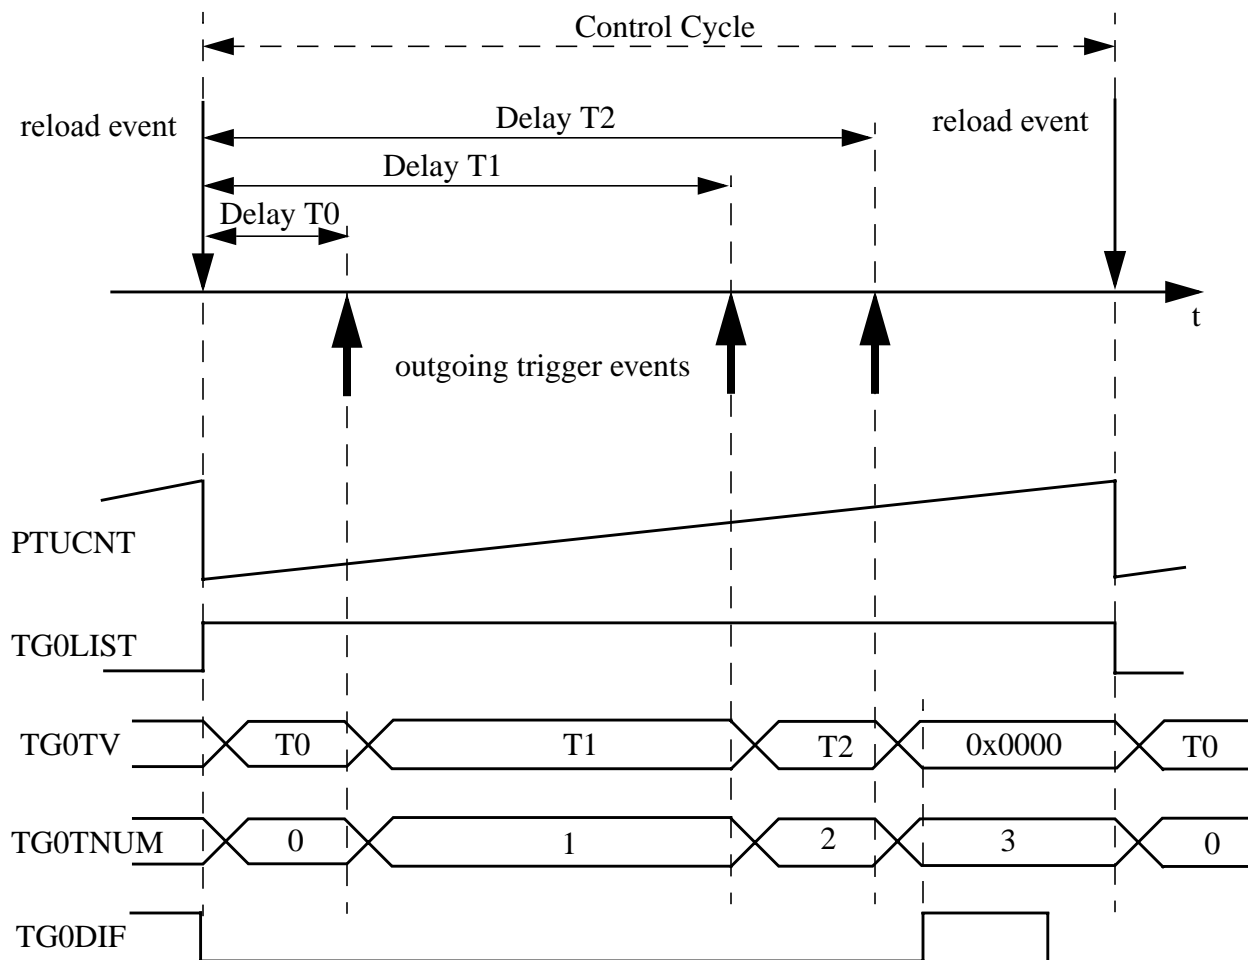 Control Cycle
reload event
Delay T2
reload event
Delay T1
Delay T0
t
outgoing trigger events
PTUCNT
TG0LIST
TG0TV T0 T1 T2 0x0000 T0
TG0TNUM 0 1 2 3 0
TG0DIF